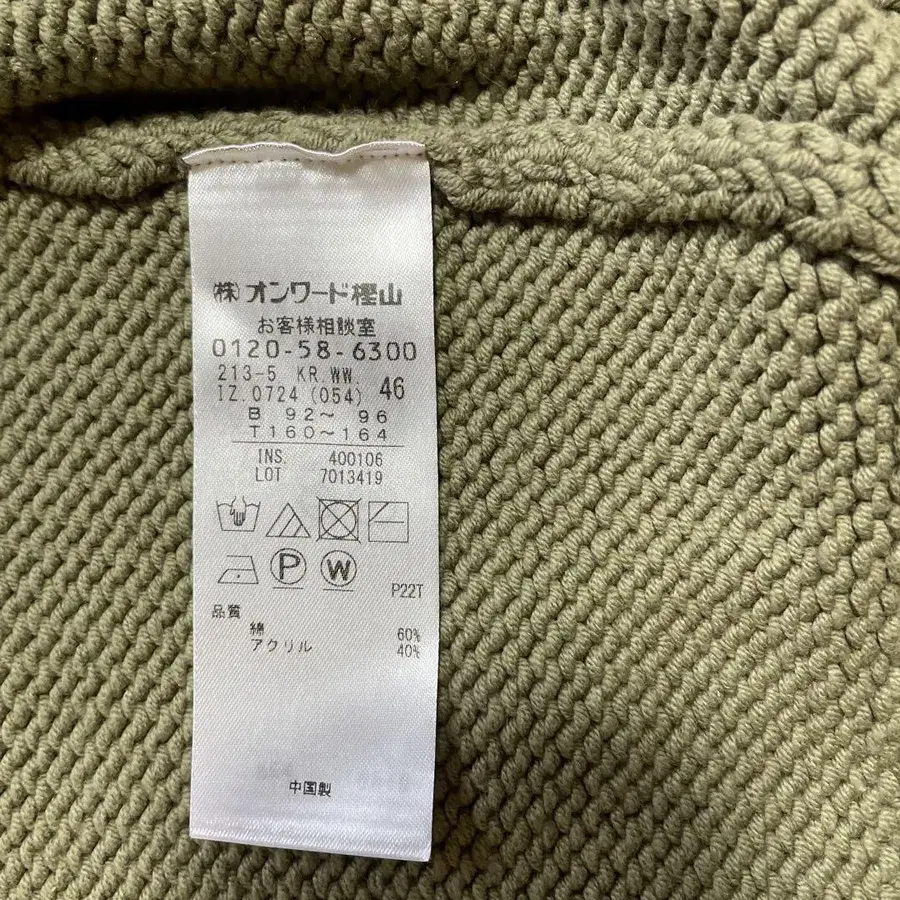 (株)オンワード樫山
お客様相談室
0120-58-6300
213-5 KR.WW.
IZ.0724 (054) 46
B 92～ 96
T160～164
INS. 400106
LOT 7013419
P W
P22T
品質
綿 60%
アクリル 40%
中国製